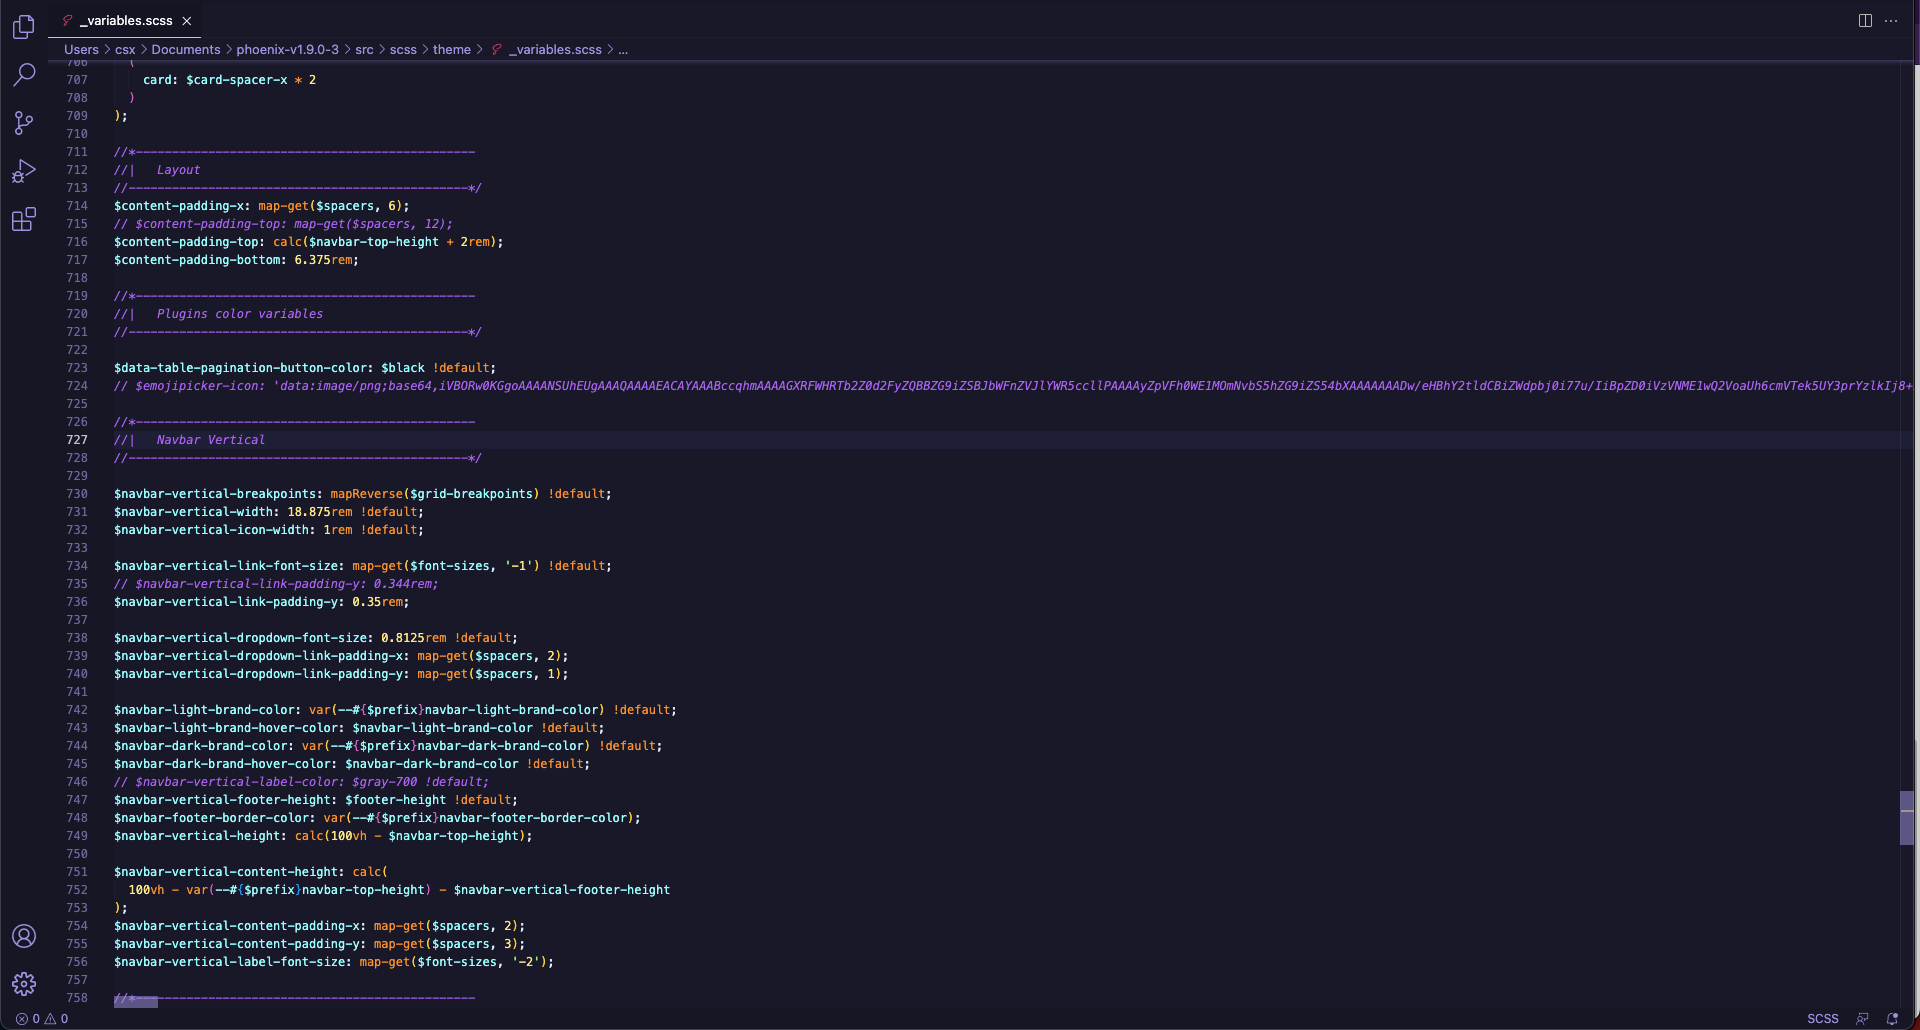 _variables.scss
Users > csx > Documents > phoenix-v1.9.0-3 > src > scss > theme > _variables.scss > ...
706 (
707 card: $card-spacer-x * 2
708 )
709 );
710
711 //*-----------------------------------------------
712 //| Layout
713 //-----------------------------------------------*/
714 $content-padding-x: map-get($spacers, 6);
715 // $content-padding-top: map-get($spacers, 12);
716 $content-padding-top: calc($navbar-top-height + 2rem);
717 $content-padding-bottom: 6.375rem;
718
719 //*-----------------------------------------------
720 //| Plugins color variables
721 //-----------------------------------------------*/
722
723 $data-table-pagination-button-color: $black !default;
724 // $emojipicker-icon: 'data:image/png;base64,
725
726 //*-----------------------------------------------
727 //| Navbar Vertical
728 //-----------------------------------------------*/
729
730 $navbar-vertical-breakpoints: mapReverse($grid-breakpoints) !default;
731 $navbar-vertical-width: 18.875rem !default;
732 $navbar-vertical-icon-width: 1rem !default;
733
734 $navbar-vertical-link-font-size: map-get($font-sizes, '-1') !default;
735 // $navbar-vertical-link-padding-y: 0.344rem;
736 $navbar-vertical-link-padding-y: 0.35rem;
737
738 $navbar-vertical-dropdown-font-size: 0.8125rem !default;
739 $navbar-vertical-dropdown-link-padding-x: map-get($spacers, 2);
740 $navbar-vertical-dropdown-link-padding-y: map-get($spacers, 1);
741
742 $navbar-light-brand-color: var(--#{$prefix}navbar-light-brand-color) !default;
743 $navbar-light-brand-hover-color: $navbar-light-brand-color !default;
744 $navbar-dark-brand-color: var(--#{$prefix}navbar-dark-brand-color) !default;
745 $navbar-dark-brand-hover-color: $navbar-dark-brand-color !default;
746 // $navbar-vertical-label-color: $gray-700 !default;
747 $navbar-vertical-footer-height: $footer-height !default;
748 $navbar-footer-border-color: var(--#{$prefix}navbar-footer-border-color);
749 $navbar-vertical-height: calc(100vh - $navbar-top-height);
750
751 $navbar-vertical-content-height: calc(
752 100vh - var(--#{$prefix}navbar-top-height) - $navbar-vertical-footer-height
753 );
754 $navbar-vertical-content-padding-x: map-get($spacers, 2);
755 $navbar-vertical-content-padding-y: map-get($spacers, 3);
756 $navbar-vertical-label-font-size: map-get($font-sizes, '-2');
757
758 //*-----------------------------------------------
0 0 SCSS